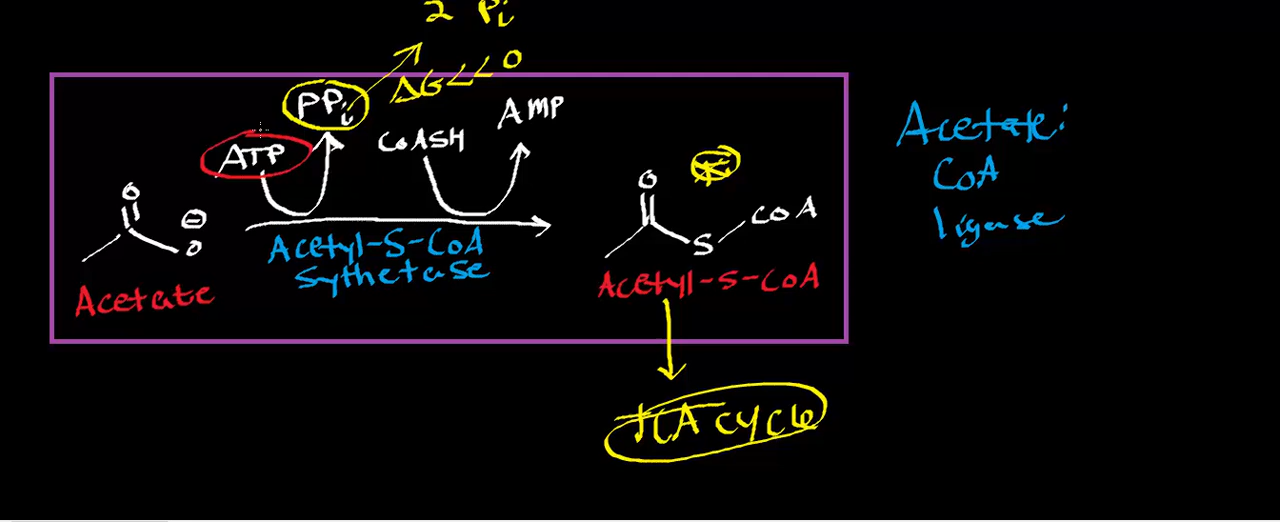 2 Pi
ΔG<<0
PPi
ATP
CoASH
AMP
O
⊖
O
Acetyl-S-CoA
Sythetase
Acetate
O
S
CoA
Acetyl-S-CoA
TCA cycle
Acetate:
CoA
ligase